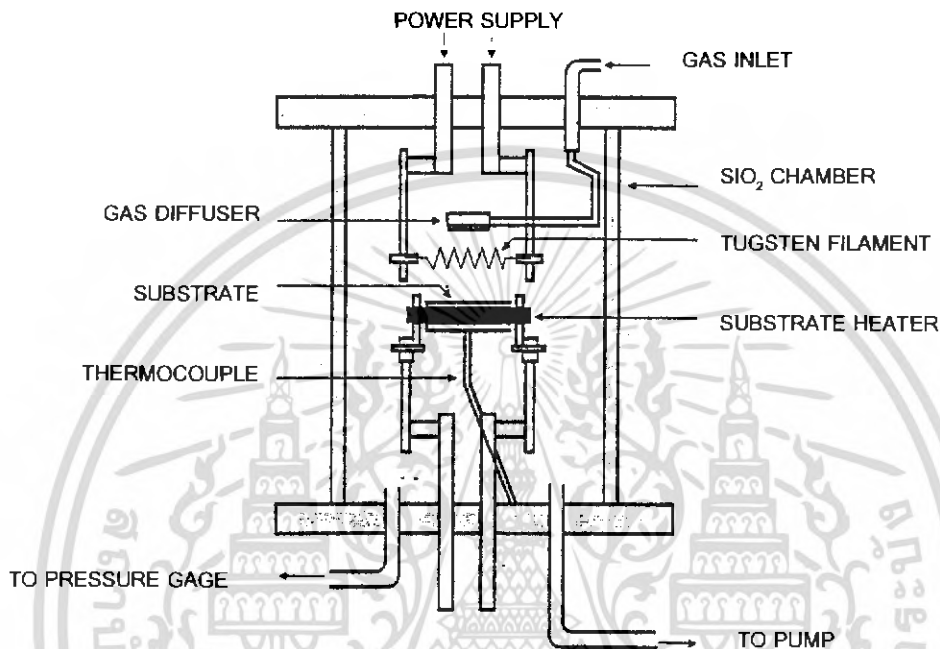 POWER SUPPLY
GAS INLET
SIO₂ CHAMBER
GAS DIFFUSER
TUGSTEN FILAMENT
SUBSTRATE
SUBSTRATE HEATER
THERMOCOUPLE
TO PRESSURE GAGE
TO PUMP